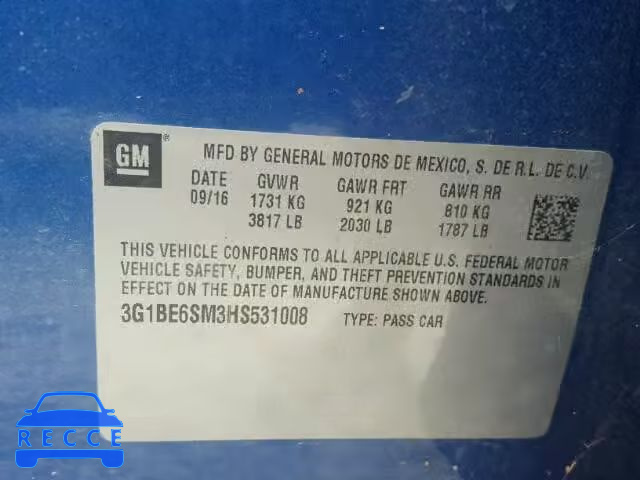 GM ®
MFD BY GENERAL MOTORS DE MEXICO, S. DE R.L. DE C.V.
DATE GVWR GAWR FRT GAWR RR
09/16 1731 KG 921 KG 810 KG
3817 LB 2030 LB 1787 LB
THIS VEHICLE CONFORMS TO ALL APPLICABLE U.S. FEDERAL MOTOR
VEHICLE SAFETY, BUMPER, AND THEFT PREVENTION STANDARDS IN
EFFECT ON THE DATE OF MANUFACTURE SHOWN ABOVE.
3G1BE6SM3HS531008 TYPE: PASS CAR
RECCE